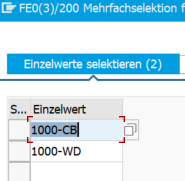 FE0(3)/200 Mehrfachselektion f
Einzelwerte selektieren (2)
S... Einzelwert
1000-CB
1000-WD